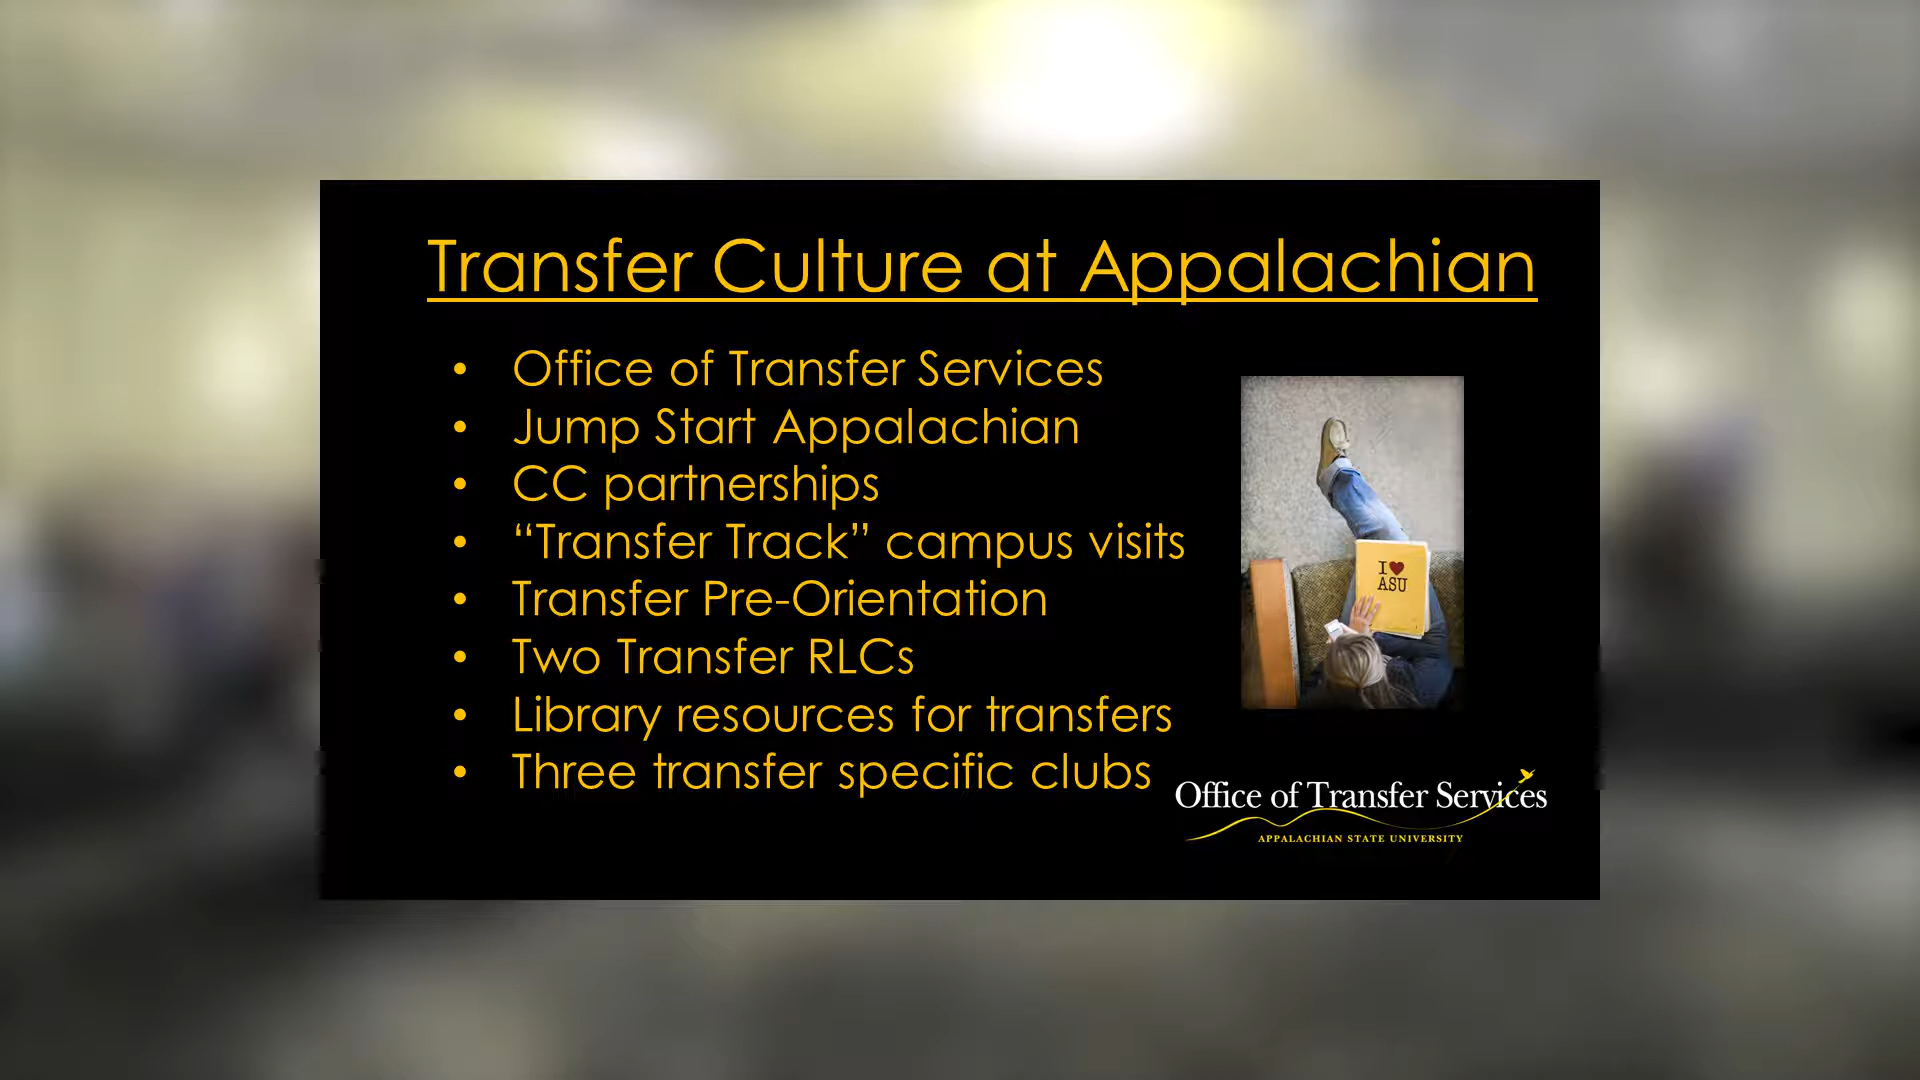 Transfer Culture at Appalachian
• Office of Transfer Services
• Jump Start Appalachian
• CC partnerships
• “Transfer Track” campus visits
• Transfer Pre-Orientation
• Two Transfer RLCs
• Library resources for transfers
• Three transfer specific clubs
I❤
ASU
Office of Transfer Services
APPALACHIAN STATE UNIVERSITY